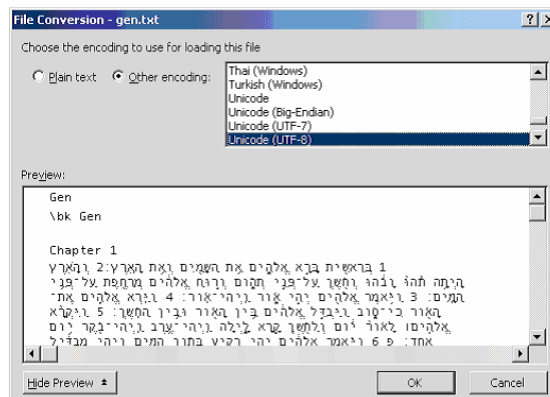 File Conversion - gen.txt
Choose the encoding to use for loading this file
Plain text Other encoding:
Thai (Windows)
Turkish (Windows)
Unicode
Unicode (Big-Endian)
Unicode (UTF-7)
Unicode (UTF-8)
Preview:
Gen
\bk Gen
Chapter 1
1 בְּרֵאשִׁית בָּרָא אֱלֹהִים אֵת הַשָּׁמַיִם וְאֵת הָאָרֶץ׃ 2 וְהָאָרֶץ
הָיְתָה תֹהוּ וָבֹהוּ וְחֹשֶׁךְ עַל־פְּנֵי תְהוֹם וְרוּחַ אֱלֹהִים מְרַחֶפֶת עַל־פְּנֵי
הַמָּיִם׃ 3 וַיֹּאמֶר אֱלֹהִים יְהִי אוֹר וַיְהִי־אוֹר׃ 4 וַיַּרְא אֱלֹהִים אֶת־
הָאוֹר כִּי־טוֹב וַיַּבְדֵּל אֱלֹהִים בֵּין הָאוֹר וּבֵין הַחֹשֶׁךְ׃ 5 וַיִּקְרָא
אֱלֹהִים לָאוֹר יוֹם וְלַחֹשֶׁךְ קָרָא לָיְלָה וַיְהִי־עֶרֶב וַיְהִי־בֹקֶר יוֹם
אֶחָד׃ פ 6 וַיֹּאמֶר אֱלֹהִים יְהִי רָקִיעַ בְּתוֹךְ הַמָּיִם וִיהִי מַבְדִּיל
Hide Preview
OK Cancel